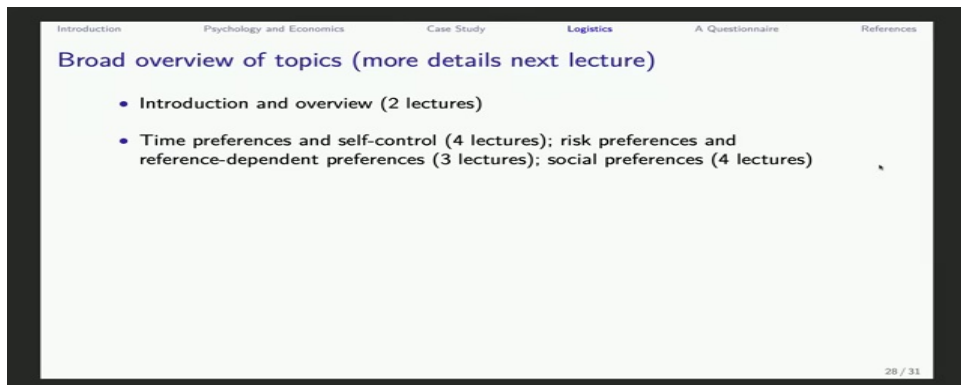 Introduction Psychology and Economics Case Study Logistics A Questionnaire References
Broad overview of topics (more details next lecture)
• Introduction and overview (2 lectures)
• Time preferences and self-control (4 lectures); risk preferences and
reference-dependent preferences (3 lectures); social preferences (4 lectures)
28 / 31